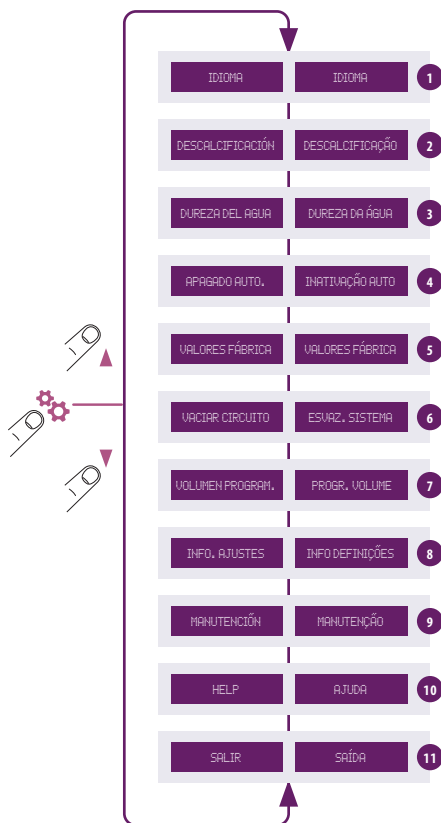 IDIOMA IDIOMA 1
DESCALCIFICACIÓN DESCALCIFICAÇÃO 2
DUREZA DEL AGUA DUREZA DA ÁGUA 3
APAGADO AUTO. INATIVAÇÃO AUTO 4
VALORES FÁBRICA VALORES FÁBRICA 5
VACIAR CIRCUITO ESVAZ. SISTEMA 6
VOLUMEN PROGRAM. PROGR. VOLUME 7
INFO. AJUSTES INFO DEFINIÇÕES 8
MANUTENCIÓN MANUTENÇÃO 9
HELP AJUDA 10
SALIR SAÍDA 11